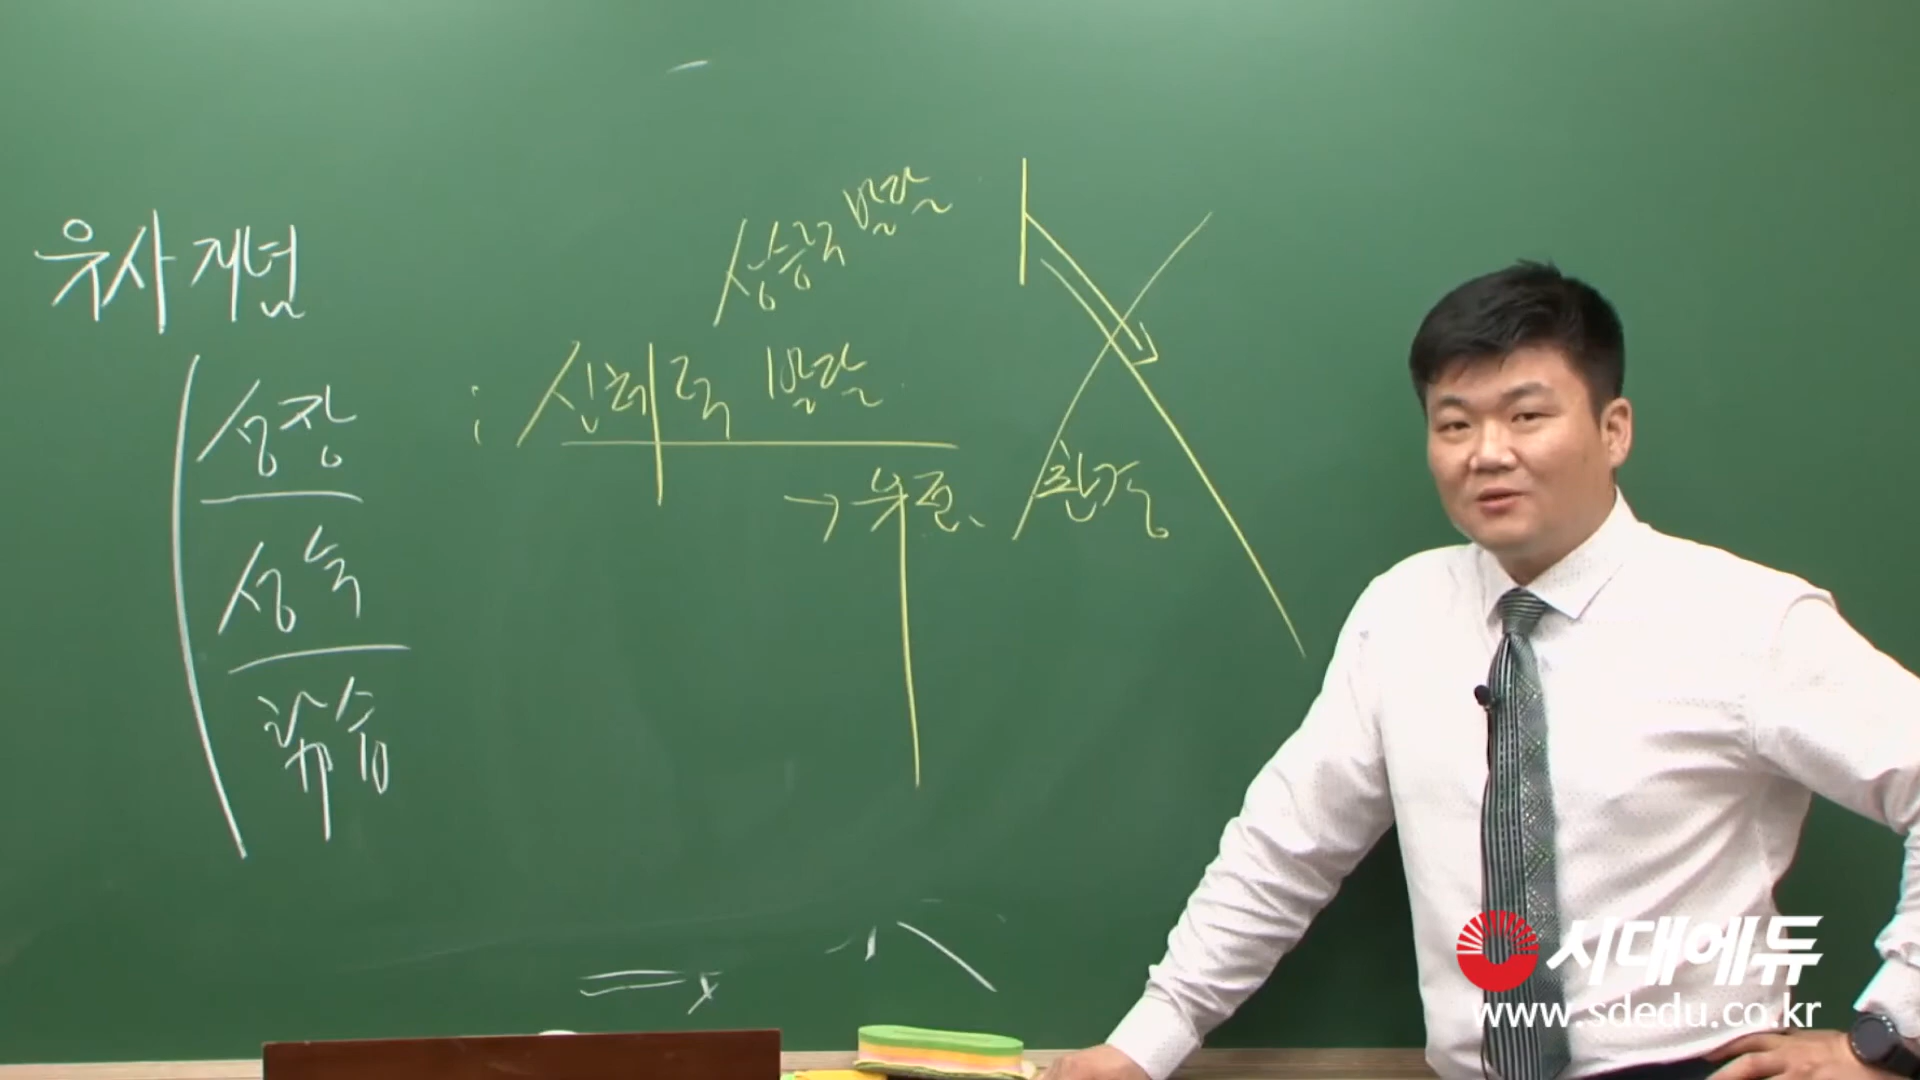 유사 개념
상승적 발달
성장 : 신체적 발달
→ 유전、 환경
성숙
학습
시대에듀
www.sdedu.co.kr